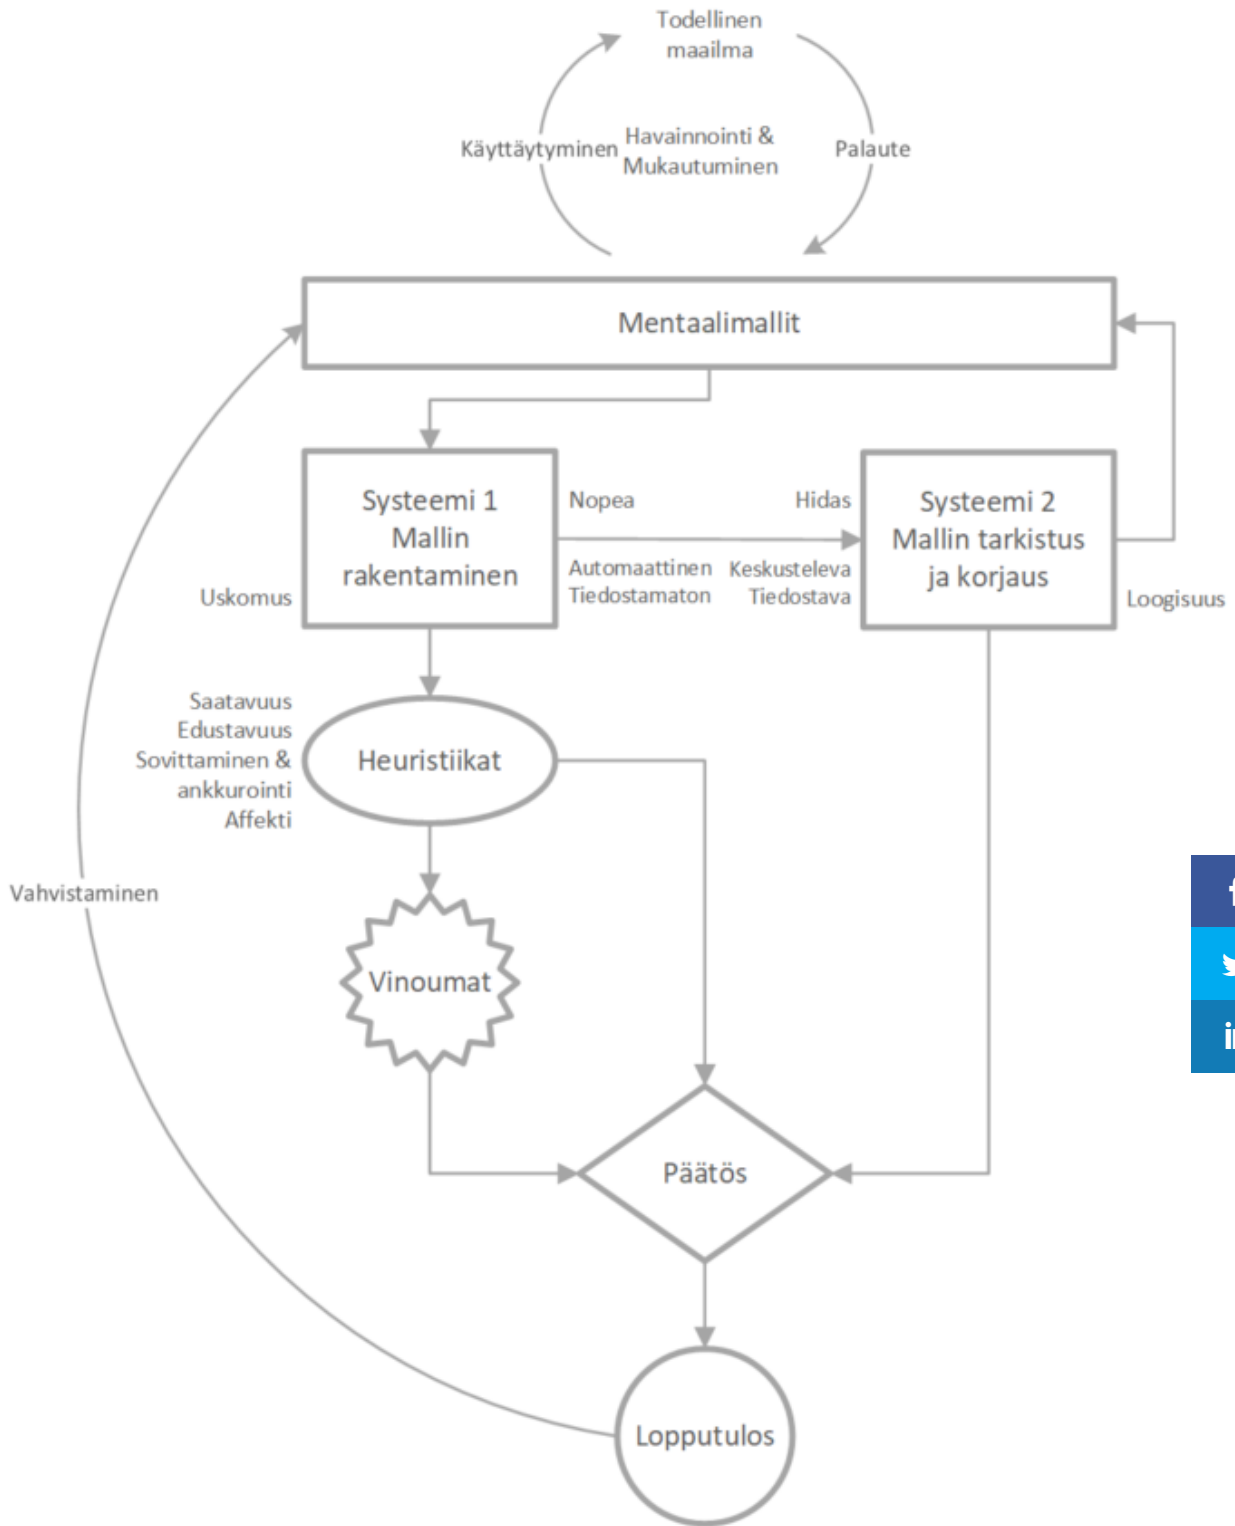 Todellinen
maailma
Käyttäytyminen
Havainnointi &
Mukautuminen
Palaute
Mentaalimallit
Systeemi 1
Mallin
rakentaminen
Nopea
Automaattinen
Tiedostamaton
Hidas
Keskusteleva
Tiedostava
Systeemi 2
Mallin tarkistus
ja korjaus
Uskomus
Loogisuus
Saatavuus
Edustavuus
Sovittaminen &
ankkurointi
Affekti
Heuristiikat
Vahvistaminen
Vinoumat
Päätös
Lopputulos